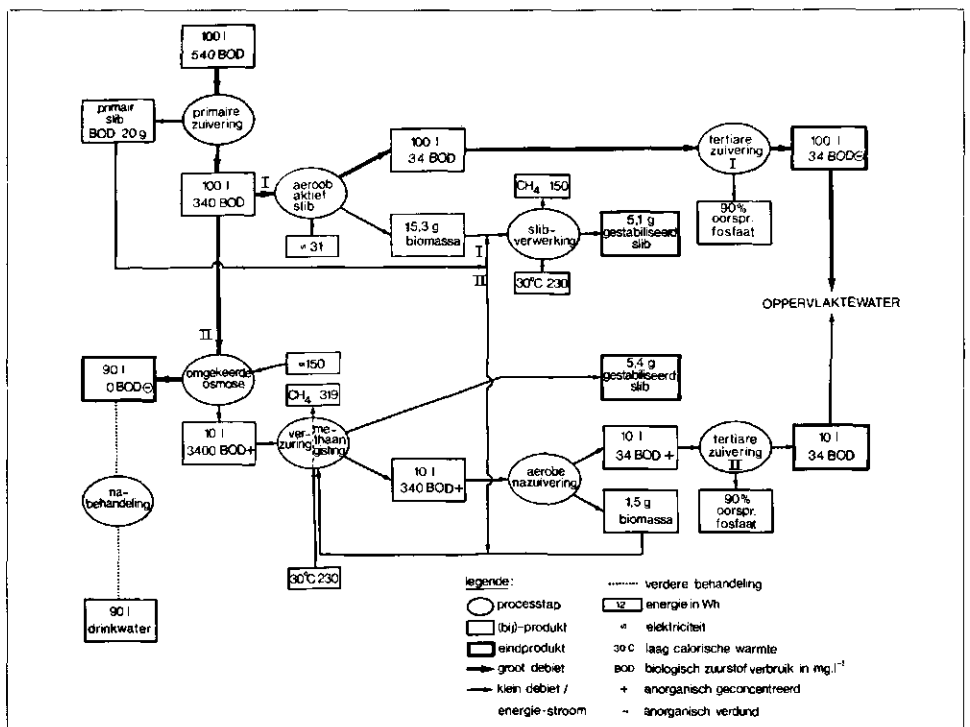 100 l
540 BOD
primair
slib
BOD 20 g
primaire
zuivering
100 l
340 BOD
I
aeroob
aktief
slib
≈ 31
100 l
34 BOD
15,3 g
biomassa
I
II
CH₄ 150
slib-
verwerking
30°C 230
5,1 g
gestabiliseerd
slib
tertiare
zuivering
I
90%
oorspr.
fosfaat
100 l
34 BOD⊖
OPPERVLAKTEWATER
II
omgekeerde
osmose
≈150
90 l
0 BOD⊖
CH₄ 319
10 l
3400 BOD+
ver-
zuring
me-
thaan
gisting
5,4 g
gestabiliseerd
slib
10 l
340 BOD+
aerobe
nazuivering
10 l
34 BOD +
1,5 g
biomassa
tertiare
zuivering
II
90%
oorspr.
fosfaat
10 l
34 BOD
na-
behandeling
30°C 230
90 l
drinkwater
legende:
processtap
(bij)-produkt
eindprodukt
groot debiet
klein debiet /
energie-stroom
verdere behandeling
12 energie in Wh
≈ elektriciteit
30°C laag calorische warmte
BOD biologisch zuurstof verbruik in mg.l⁻¹
+ anorganisch geconcentreerd
- anorganisch verdund